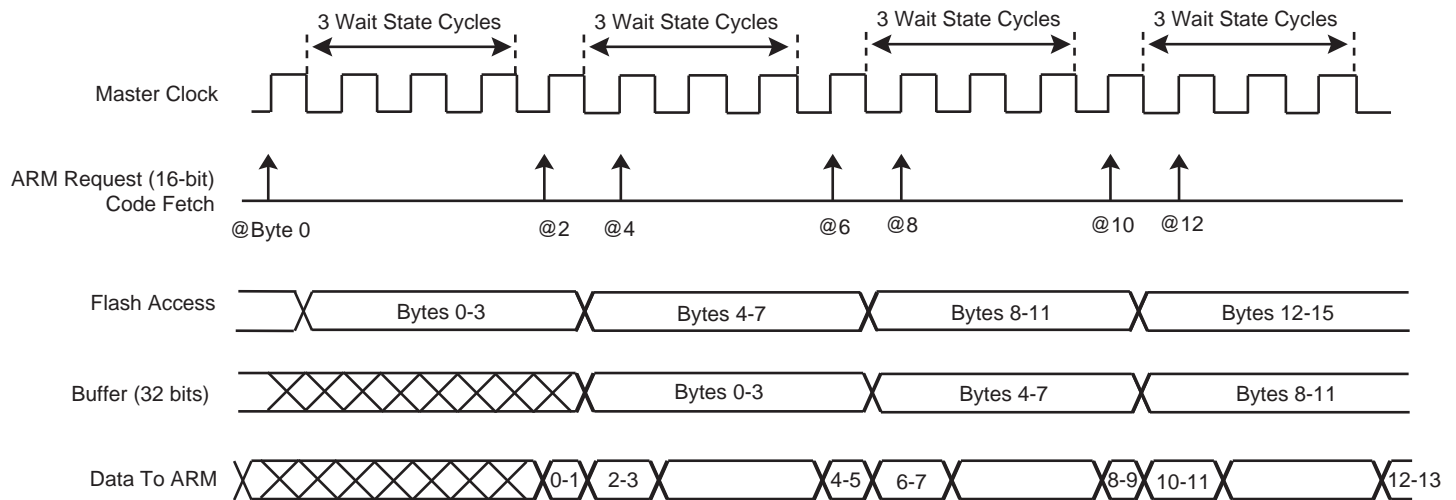 3 Wait State Cycles
3 Wait State Cycles
3 Wait State Cycles
3 Wait State Cycles
Master Clock
ARM Request (16-bit)
Code Fetch
@Byte 0
@2
@4
@6
@8
@10
@12
Flash Access
Bytes 0-3
Bytes 4-7
Bytes 8-11
Bytes 12-15
Buffer (32 bits)
Bytes 0-3
Bytes 4-7
Bytes 8-11
Data To ARM
0-1
2-3
4-5
6-7
8-9
10-11
12-13